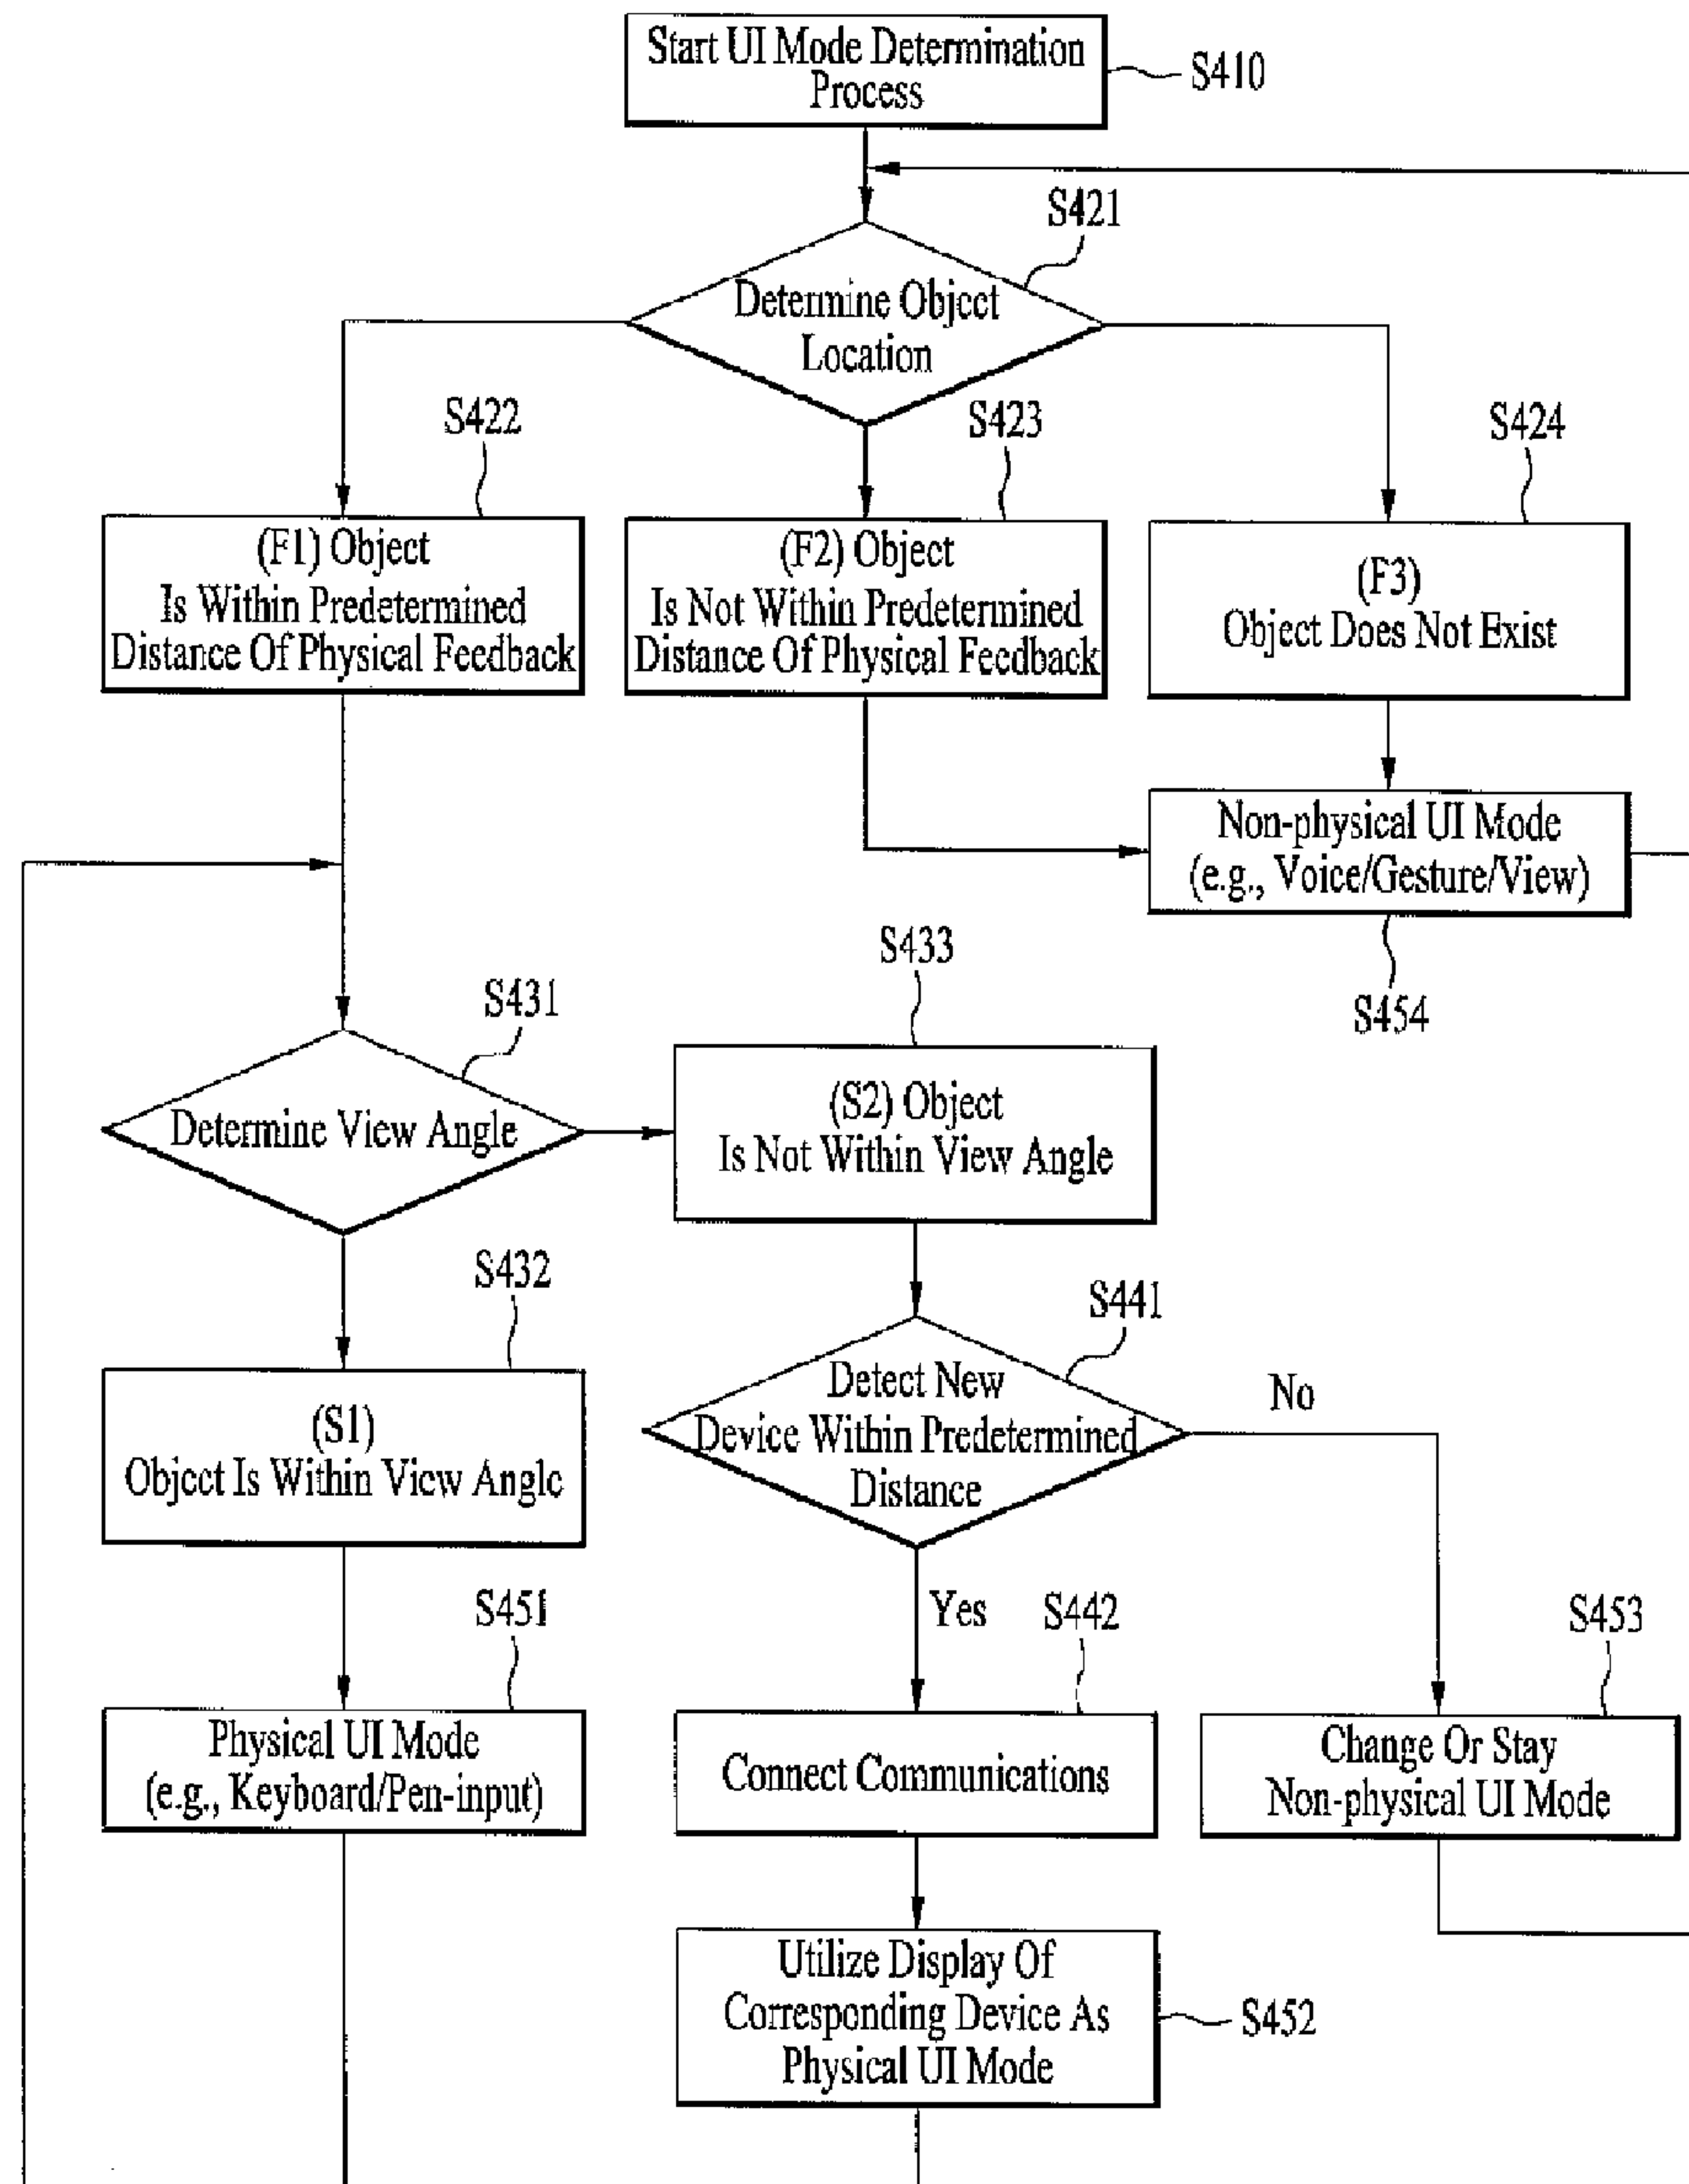 Start UI Mode Determination
Process
S410
S421
Determine Object
Location
S422
S423
S424
(F1) Object
Is Within Predetermined
Distance Of Physical Feedback
(F2) Object
Is Not Within Predetermined
Distance Of Physical Feedback
(F3)
Object Does Not Exist
Non-physical UI Mode
(e.g., Voice/Gesture/View)
S454
S431
Determine View Angle
S433
(S2) Object
Is Not Within View Angle
S432
(S1)
Object Is Within View Angle
S441
Detect New
Device Within Predetermined
Distance
No
Yes
S451
Physical UI Mode
(e.g., Keyboard/Pen-input)
S442
Connect Communications
S453
Change Or Stay
Non-physical UI Mode
Utilize Display Of
Corresponding Device As
Physical UI Mode
S452